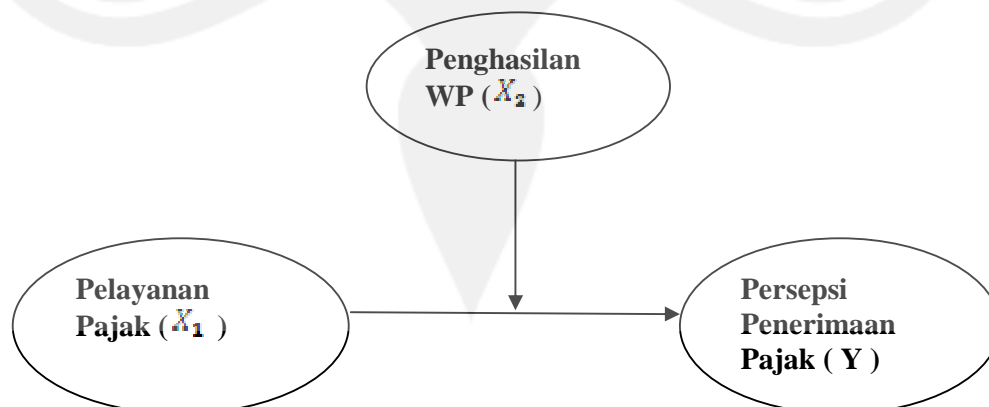 Penghasilan
WP (X₂)
Pelayanan
Pajak (X₁ )
Persepsi
Penerimaan
Pajak ( Y )